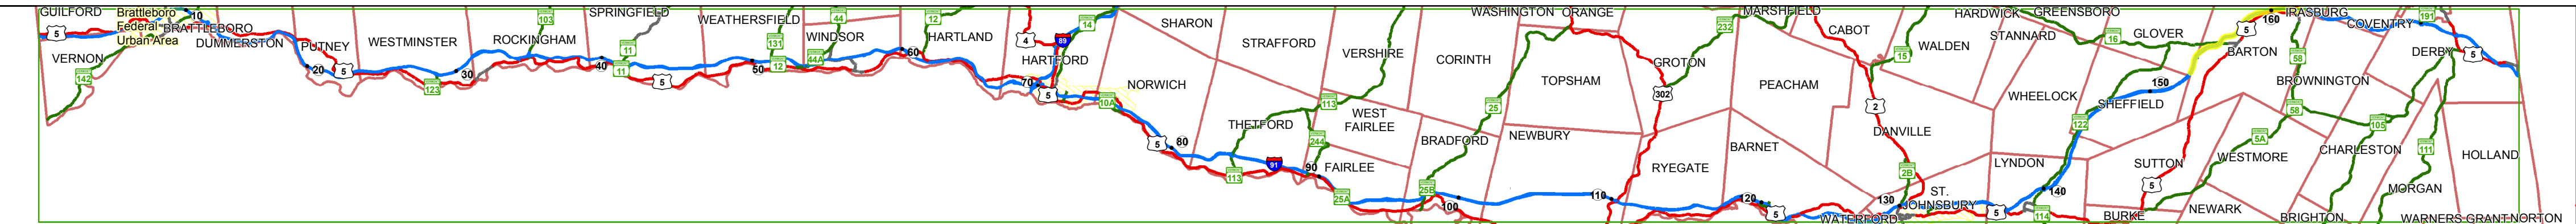 GUILFORD
Brattleboro
Federal
Urban Area
10
BRATTLEBORO
5
VERNON
142
DUMMERSTON
PUTNEY
20
5
WESTMINSTER
123
30
ROCKINGHAM
103
40
SPRINGFIELD
11
11
5
WEATHERSFIELD
131
12
50
44
WINDSOR
44A
60
12
HARTLAND
4
89
14
HARTFORD
70
5
10A
SHARON
NORWICH
5
80
STRAFFORD
THETFORD
113
91
VERSHIRE
113
244
WEST
FAIRLEE
90
FAIRLEE
25A
CORINTH
25
BRADFORD
25B
100
WASHINGTON
ORANGE
TOPSHAM
NEWBURY
110
302
GROTON
232
RYEGATE
MARSHFIELD
PEACHAM
BARNET
120
5
CABOT
2
15
WALDEN
DANVILLE
2B
130
WATERFORD
ST.
JOHNSBURY
5
HARDWICK
STANNARD
GREENSBORO
16
GLOVER
WHEELOCK
122
SHEFFIELD
150
LYNDON
140
114
160
5
BARTON
SUTTON
5
BURKE
IRASBURG
58
BROWNINGTON
58
5A
WESTMORE
NEWARK
COVENTRY
191
DERBY
5
105
CHARLESTON
111
BRIGHTON
MORGAN
HOLLAND
WARNERS GRANT
NORTON